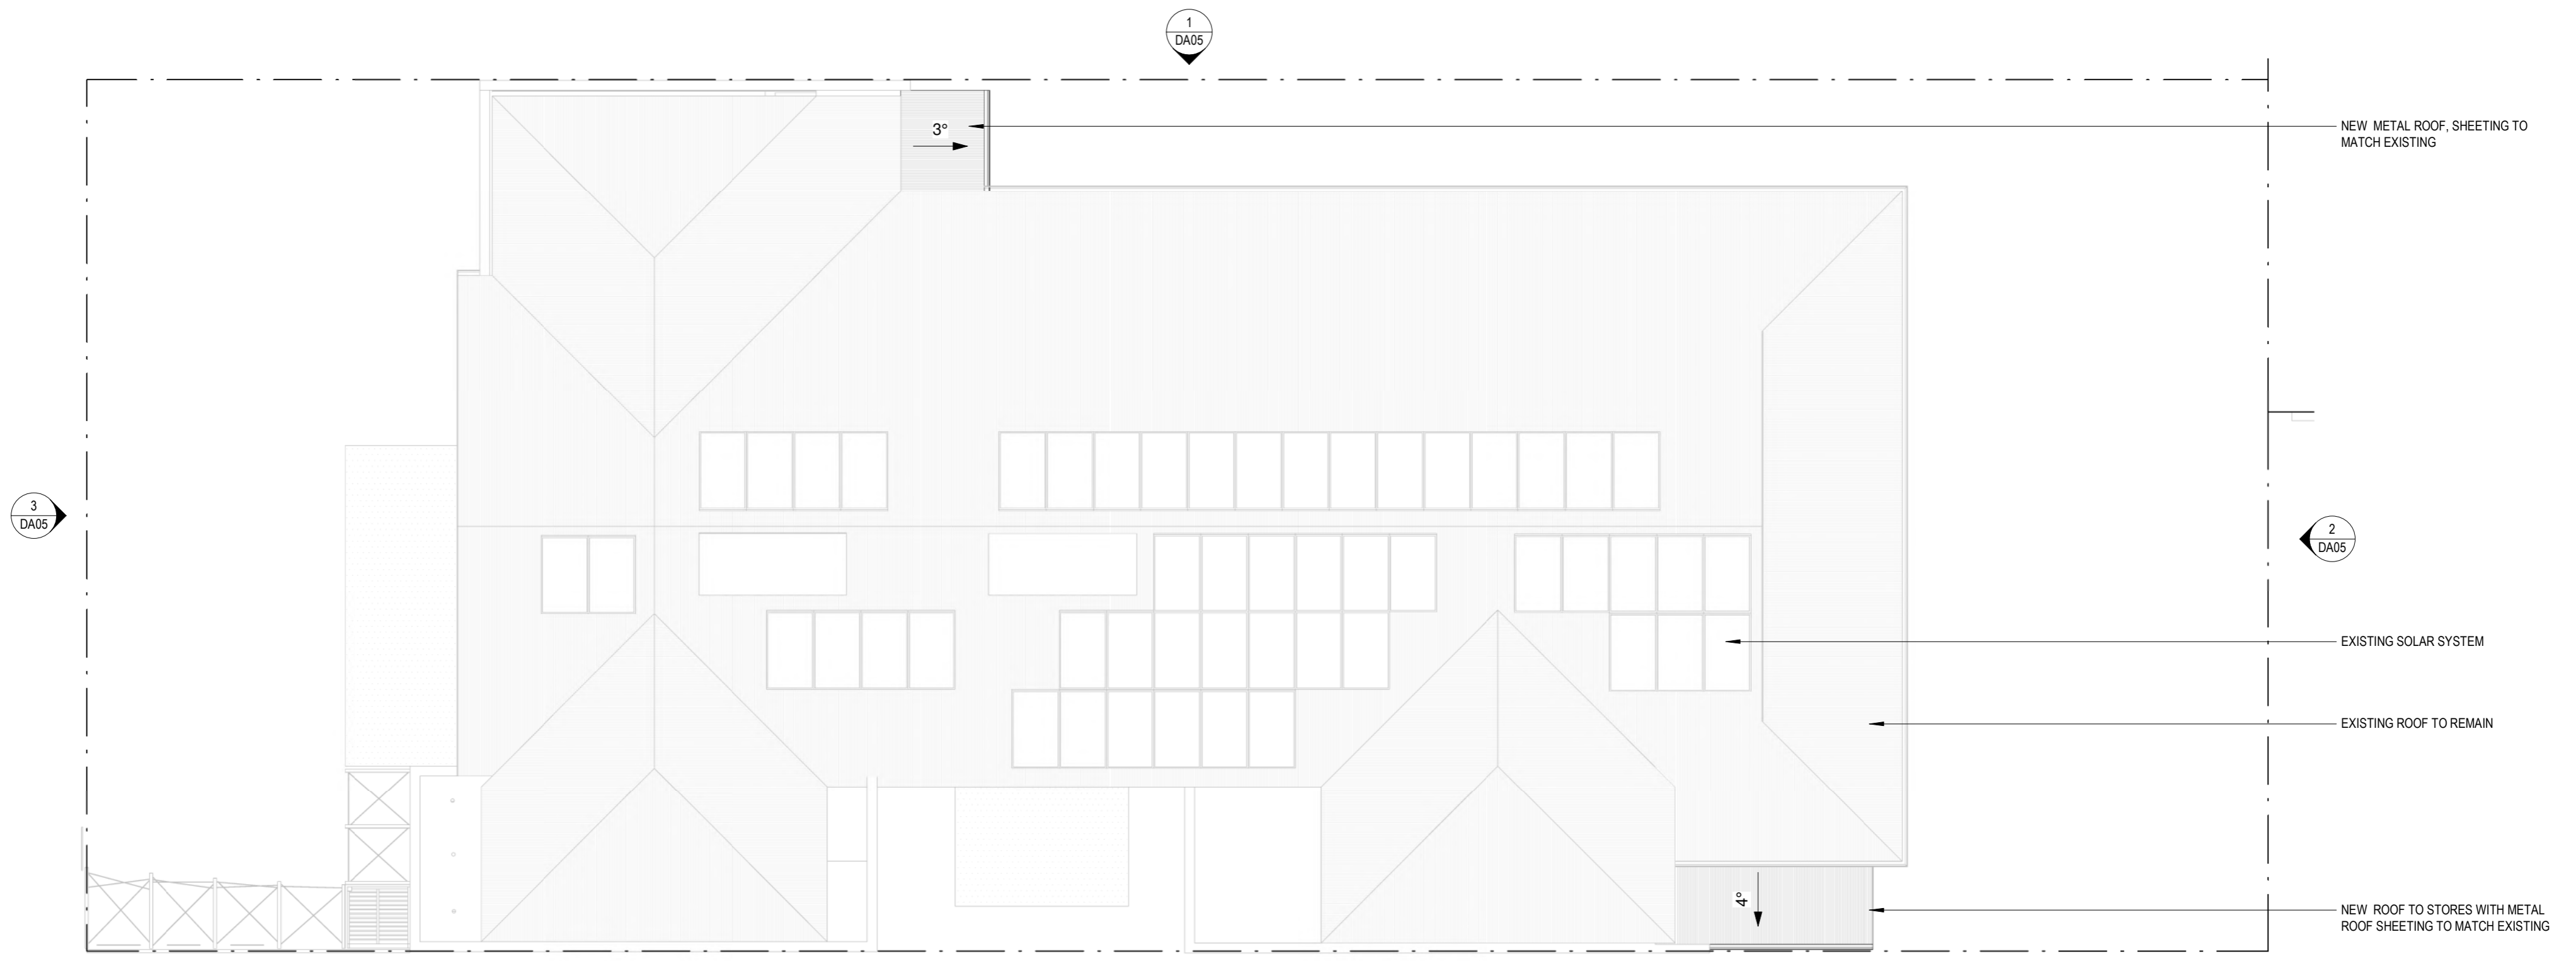 1
DA05
NEW METAL ROOF, SHEETING TO
MATCH EXISTING
3°
3
DA05
2
DA05
EXISTING SOLAR SYSTEM
EXISTING ROOF TO REMAIN
4°
NEW ROOF TO STORES WITH METAL
ROOF SHEETING TO MATCH EXISTING